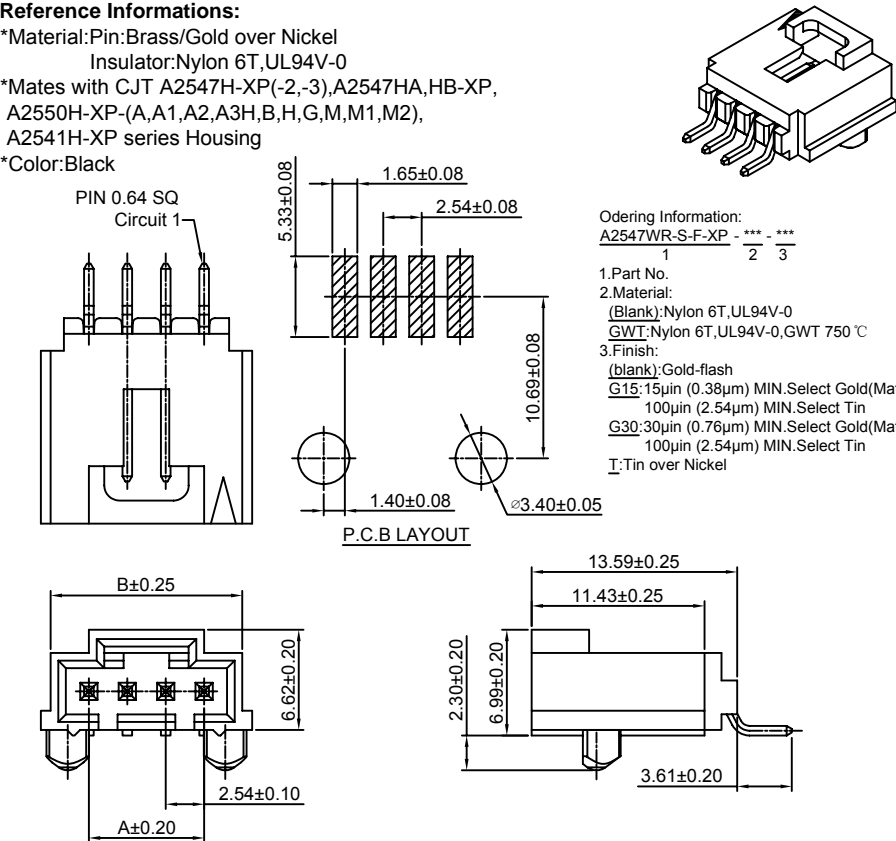 Reference Informations:
*Material:Pin:Brass/Gold over Nickel
Insulator:Nylon 6T,UL94V-0
*Mates with CJT A2547H-XP(-2,-3),A2547HA,HB-XP,
A2550H-XP-(A,A1,A2,A3H,B,H,G,M,M1,M2),
A2541H-XP series Housing
*Color:Black
PIN 0.64 SQ
Circuit 1
5.33±0.08
1.65±0.08
2.54±0.08
10.69±0.08
1.40±0.08
⌀3.40±0.05
P.C.B LAYOUT
Odering Information:
A2547WR-S-F-XP - *** - ***
1 2 3
1.Part No.
2.Material:
(Blank):Nylon 6T,UL94V-0
GWT:Nylon 6T,UL94V-0,GWT 750℃
3.Finish:
(blank):Gold-flash
G15:15µin (0.38µm) MIN.Select Gold(Ma
100µin (2.54µm) MIN.Select Tin
G30:30µin (0.76µm) MIN.Select Gold(Ma
100µin (2.54µm) MIN.Select Tin
T:Tin over Nickel
B±0.25
6.62±0.20
2.54±0.10
A±0.20
13.59±0.25
11.43±0.25
2.30±0.20
6.99±0.20
3.61±0.20